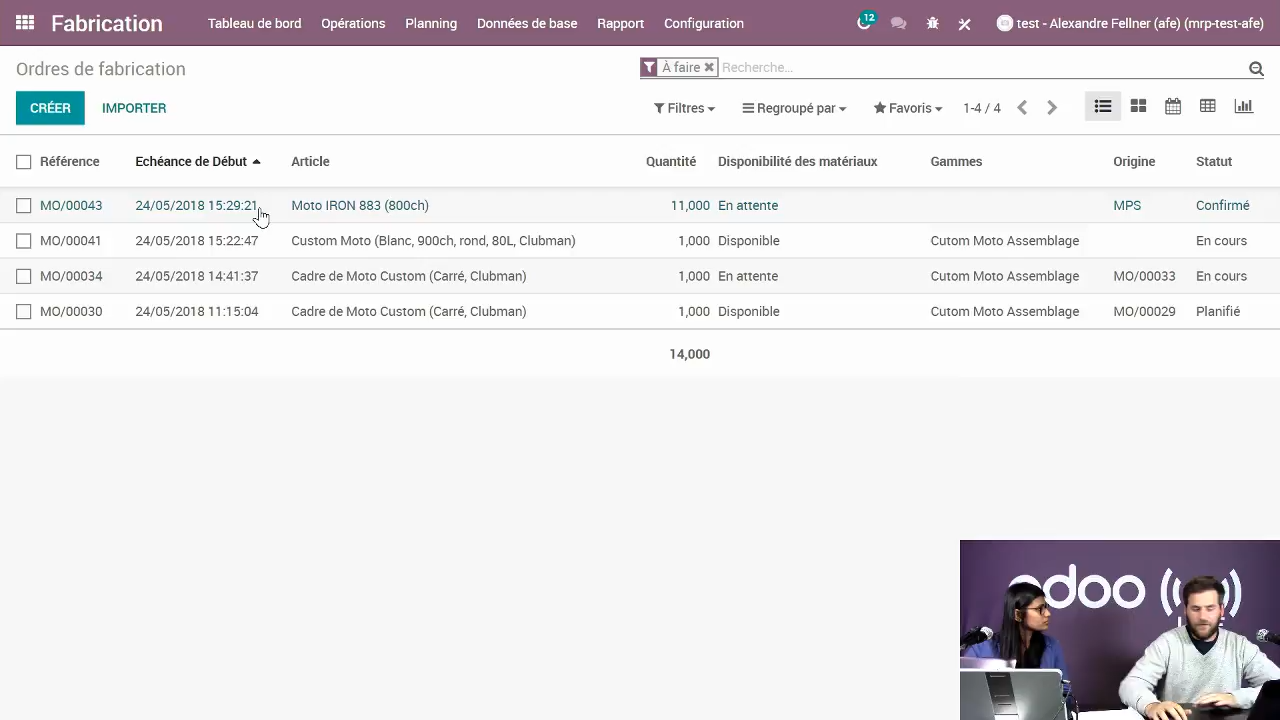 Fabrication Tableau de bord Opérations Planning Données de base Rapport Configuration 12 test - Alexandre Fellner (afe) (mrp-test-afe)
Ordres de fabrication À faire Recherche...
CRÉER IMPORTER Filtres Regroupé par Favoris 1-4 / 4
Référence Echéance de Début Article Quantité Disponibilité des matériaux Gammes Origine Statut
MO/00043 24/05/2018 15:29:21 Moto IRON 883 (800ch) 11,000 En attente MPS Confirmé
MO/00041 24/05/2018 15:22:47 Custom Moto (Blanc, 900ch, rond, 80L, Clubman) 1,000 Disponible Cutom Moto Assemblage En cours
MO/00034 24/05/2018 14:41:37 Cadre de Moto Custom (Carré, Clubman) 1,000 En attente Cutom Moto Assemblage MO/00033 En cours
MO/00030 24/05/2018 11:15:04 Cadre de Moto Custom (Carré, Clubman) 1,000 Disponible Cutom Moto Assemblage MO/00029 Planifié
14,000
odoo